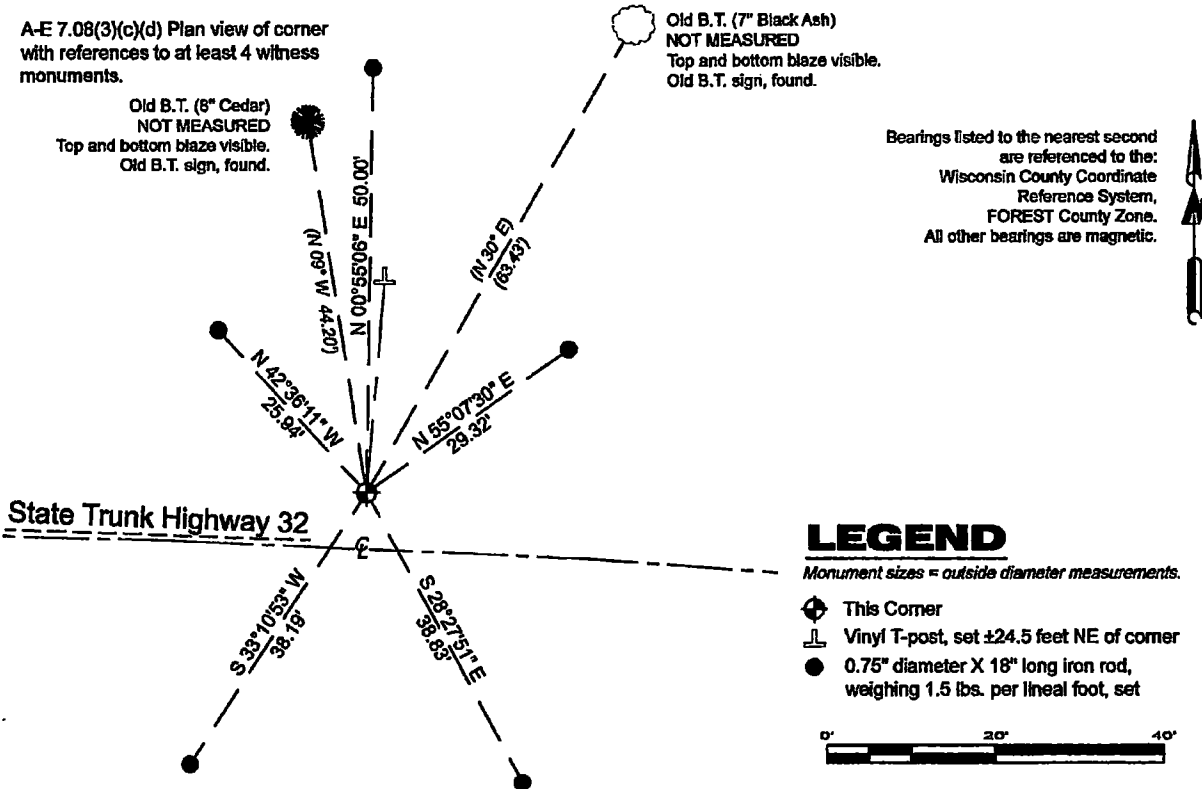 A-E 7.08(3)(c)(d) Plan view of corner
with references to at least 4 witness
monuments.
Old B.T. (7" Black Ash)
NOT MEASURED
Top and bottom blaze visible.
Old B.T. sign, found.
Old B.T. (8" Cedar)
NOT MEASURED
Top and bottom blaze visible.
Old B.T. sign, found.
Bearings listed to the nearest second
are referenced to the:
Wisconsin County Coordinate
Reference System,
FOREST County Zone.
All other bearings are magnetic.
N 00°55'06" E 50.00'
(N 09° W 44.20')
(N 30° E)
(63.43')
N 42°36'11" W
25.94'
N 55°07'30" E
29.32'
State Trunk Highway 32
S 33°10'53" W
38.19'
S 28°27'51" E
38.83'
LEGEND
Monument sizes = outside diameter measurements.
This Corner
Vinyl T-post, set ±24.5 feet NE of corner
0.75" diameter X 18" long iron rod,
weighing 1.5 lbs. per lineal foot, set
0' 20' 40'